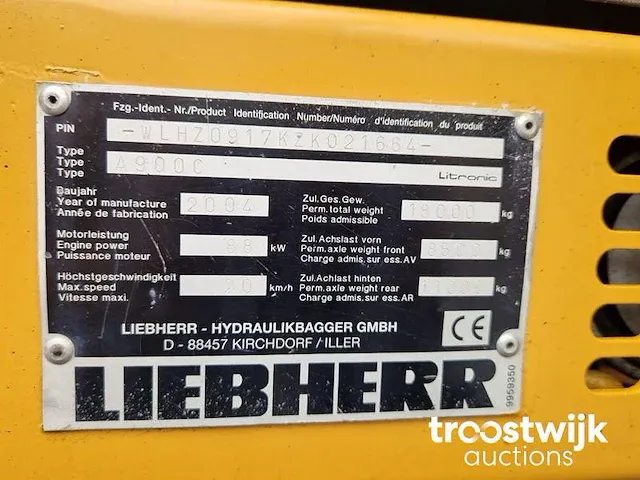 Fzg.-Ident.- Nr./Product Identification Number/Numéro d'identification du produit
PIN -WLHZ0917KZK021664-
Type
Type A900C Litronic
Baujahr
Year of manufacture 2004
Année de fabrication
Zul.Ges.Gew.
Perm.total weight 18000 kg
Poids admissible
Motorleistung
Engine power 88 kW
Puissance moteur
Zul.Achslast vorn
Perm.axle weight front kg
Charge admis.sur ess.AV
Höchstgeschwindigkeit
Max.speed 20 km/h
Vitesse maxi.
Zul.Achslast hinten
Perm.axle weight rear kg
Charge admis.sur ess.AR
LIEBHERR - HYDRAULIKBAGGER GMBH
D - 88457 KIRCHDORF / ILLER
CE
LIEBHERR
9959350
troostwijk
auctions